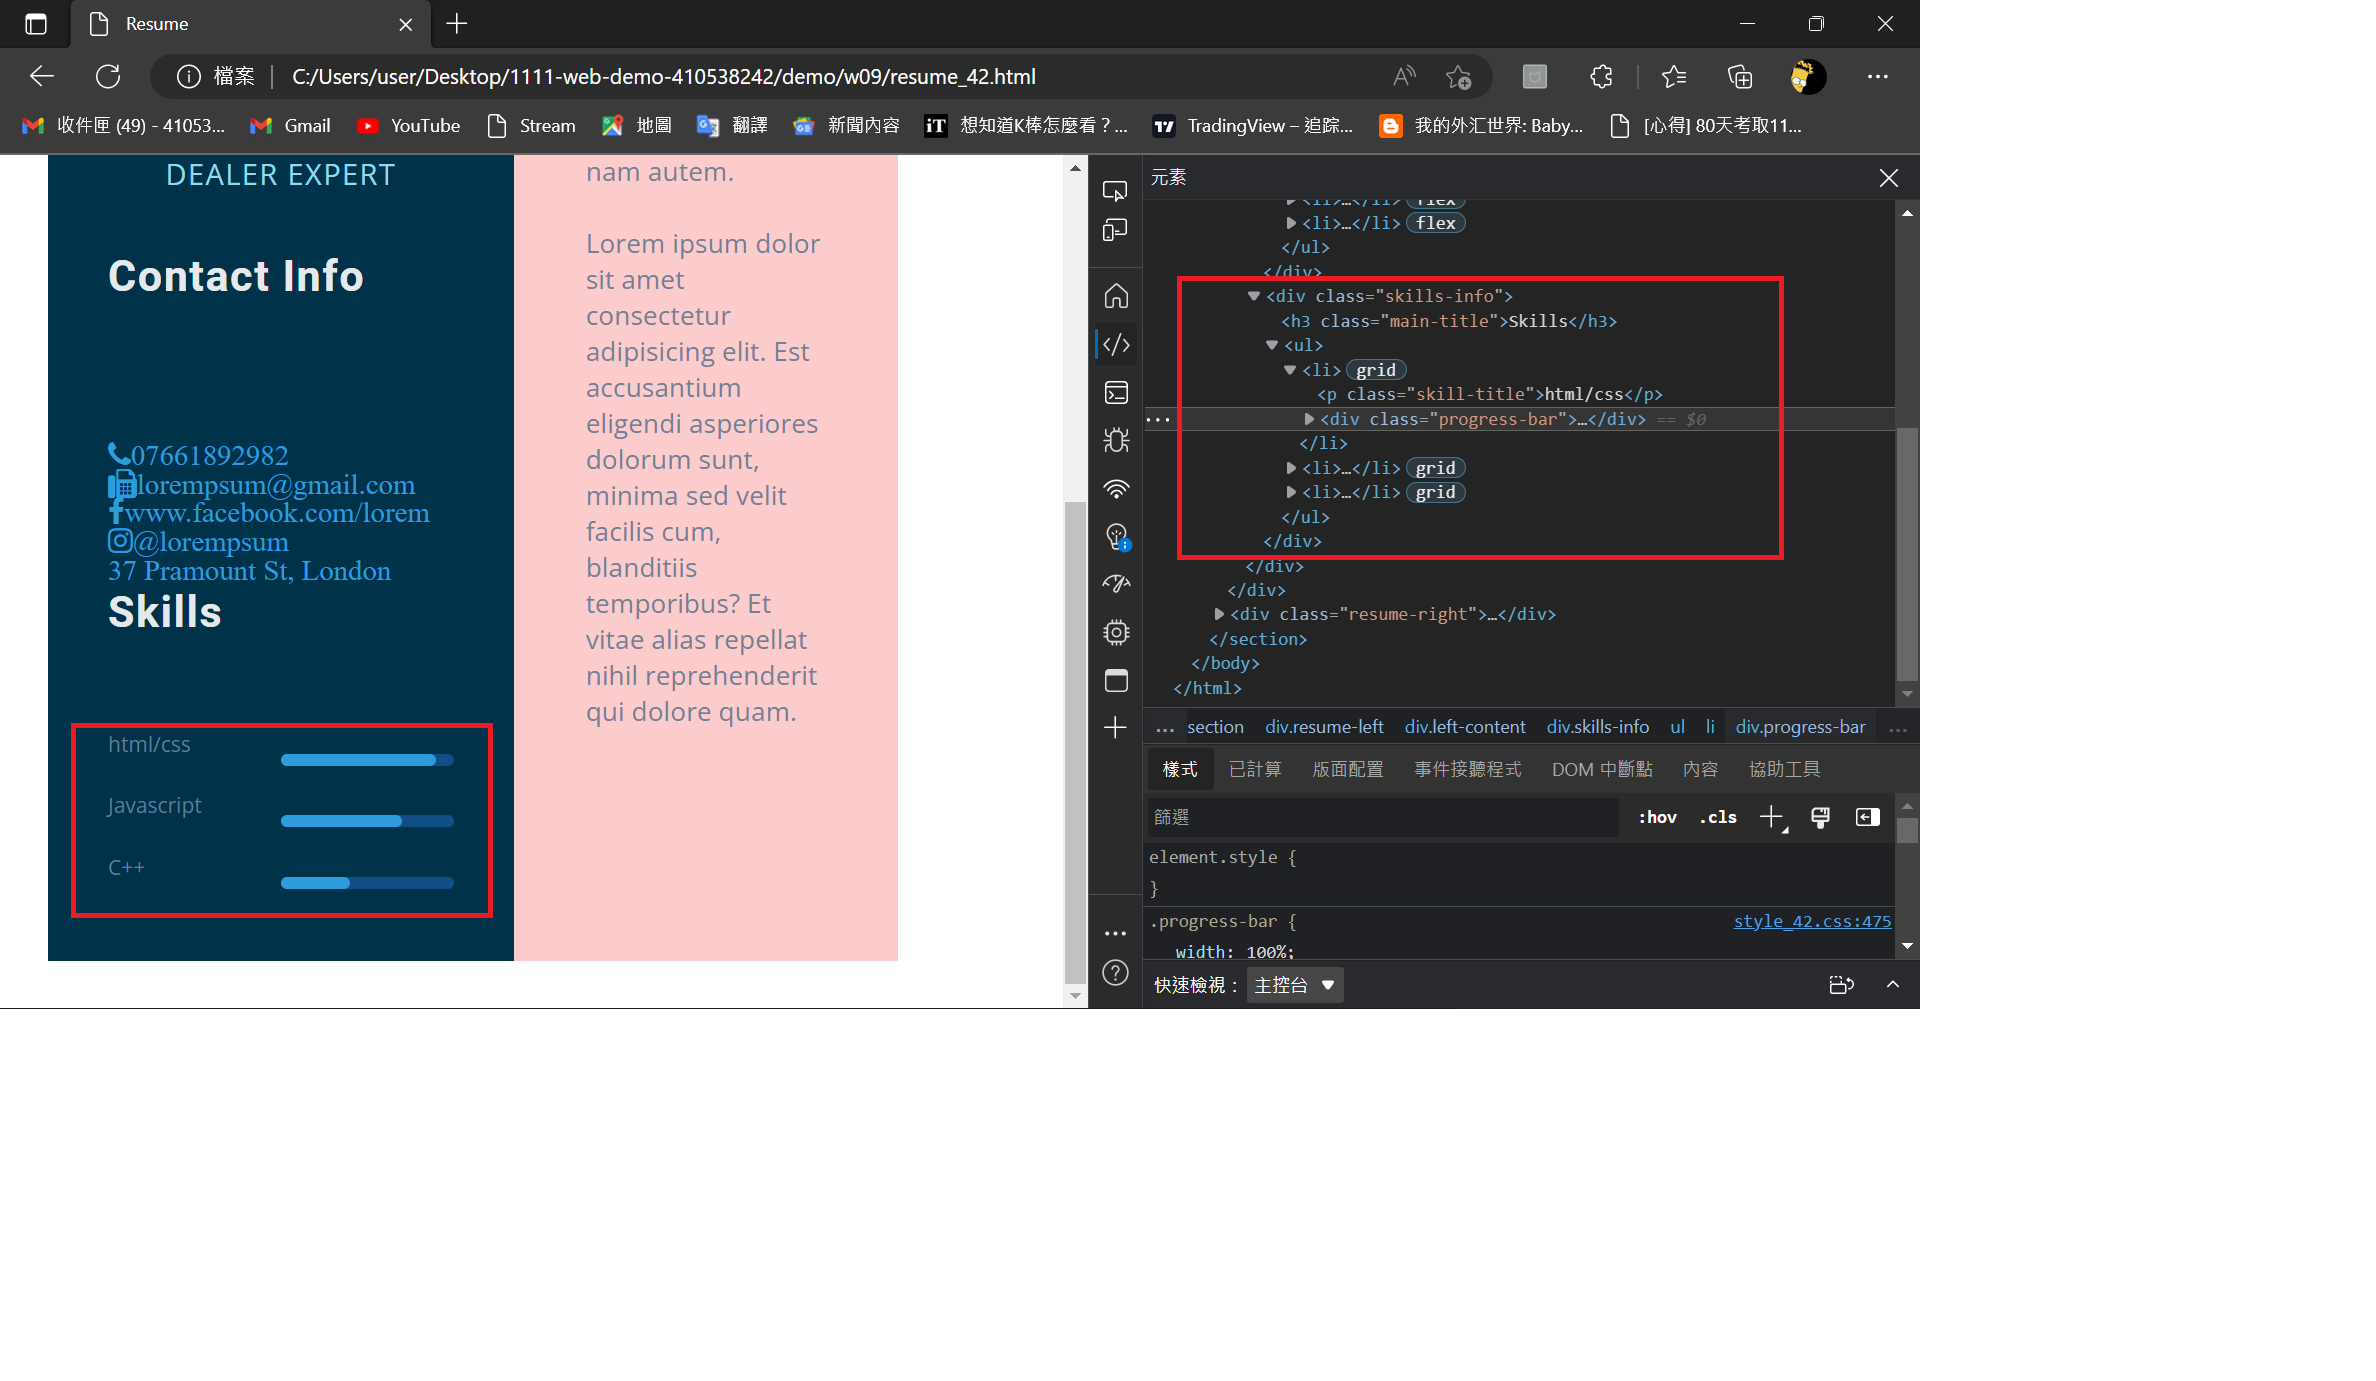 Resume
檔案 | C:/Users/user/Desktop/1111-web-demo-410538242/demo/w09/resume_42.html
收件匣 (49) - 41053... Gmail YouTube Stream 地圖 翻譯 新聞內容 想知道K棒怎麼看？... TradingView – 追踪... 我的外汇世界: Baby... [心得] 80天考取11...
DEALER EXPERT
Contact Info
07661892982
lorempsum@gmail.com
www.facebook.com/lorem
@lorempsum
37 Pramount St, London
Skills
html/css
Javascript
C++
nam autem.
Lorem ipsum dolor
sit amet
consectetur
adipisicing elit. Est
accusantium
eligendi asperiores
dolorum sunt,
minima sed velit
facilis cum,
blanditiis
temporibus? Et
vitae alias repellat
nihil reprehenderit
qui dolore quam.
元素
<li>…</li> flex
<li>…</li> flex
</ul>
</div>
<div class="skills-info">
<h3 class="main-title">Skills</h3>
<ul>
<li> grid
<p class="skill-title">html/css</p>
<div class="progress-bar">…</div> == $0
</li>
<li>…</li> grid
<li>…</li> grid
</ul>
</div>
</div>
</div>
<div class="resume-right">…</div>
</section>
</body>
</html>
... section div.resume-left div.left-content div.skills-info ul li div.progress-bar ...
樣式 已計算 版面配置 事件接聽程式 DOM 中斷點 內容 協助工具
篩選 :hov .cls
element.style {
}
.progress-bar { style_42.css:475
width: 100%;
快速檢視： 主控台